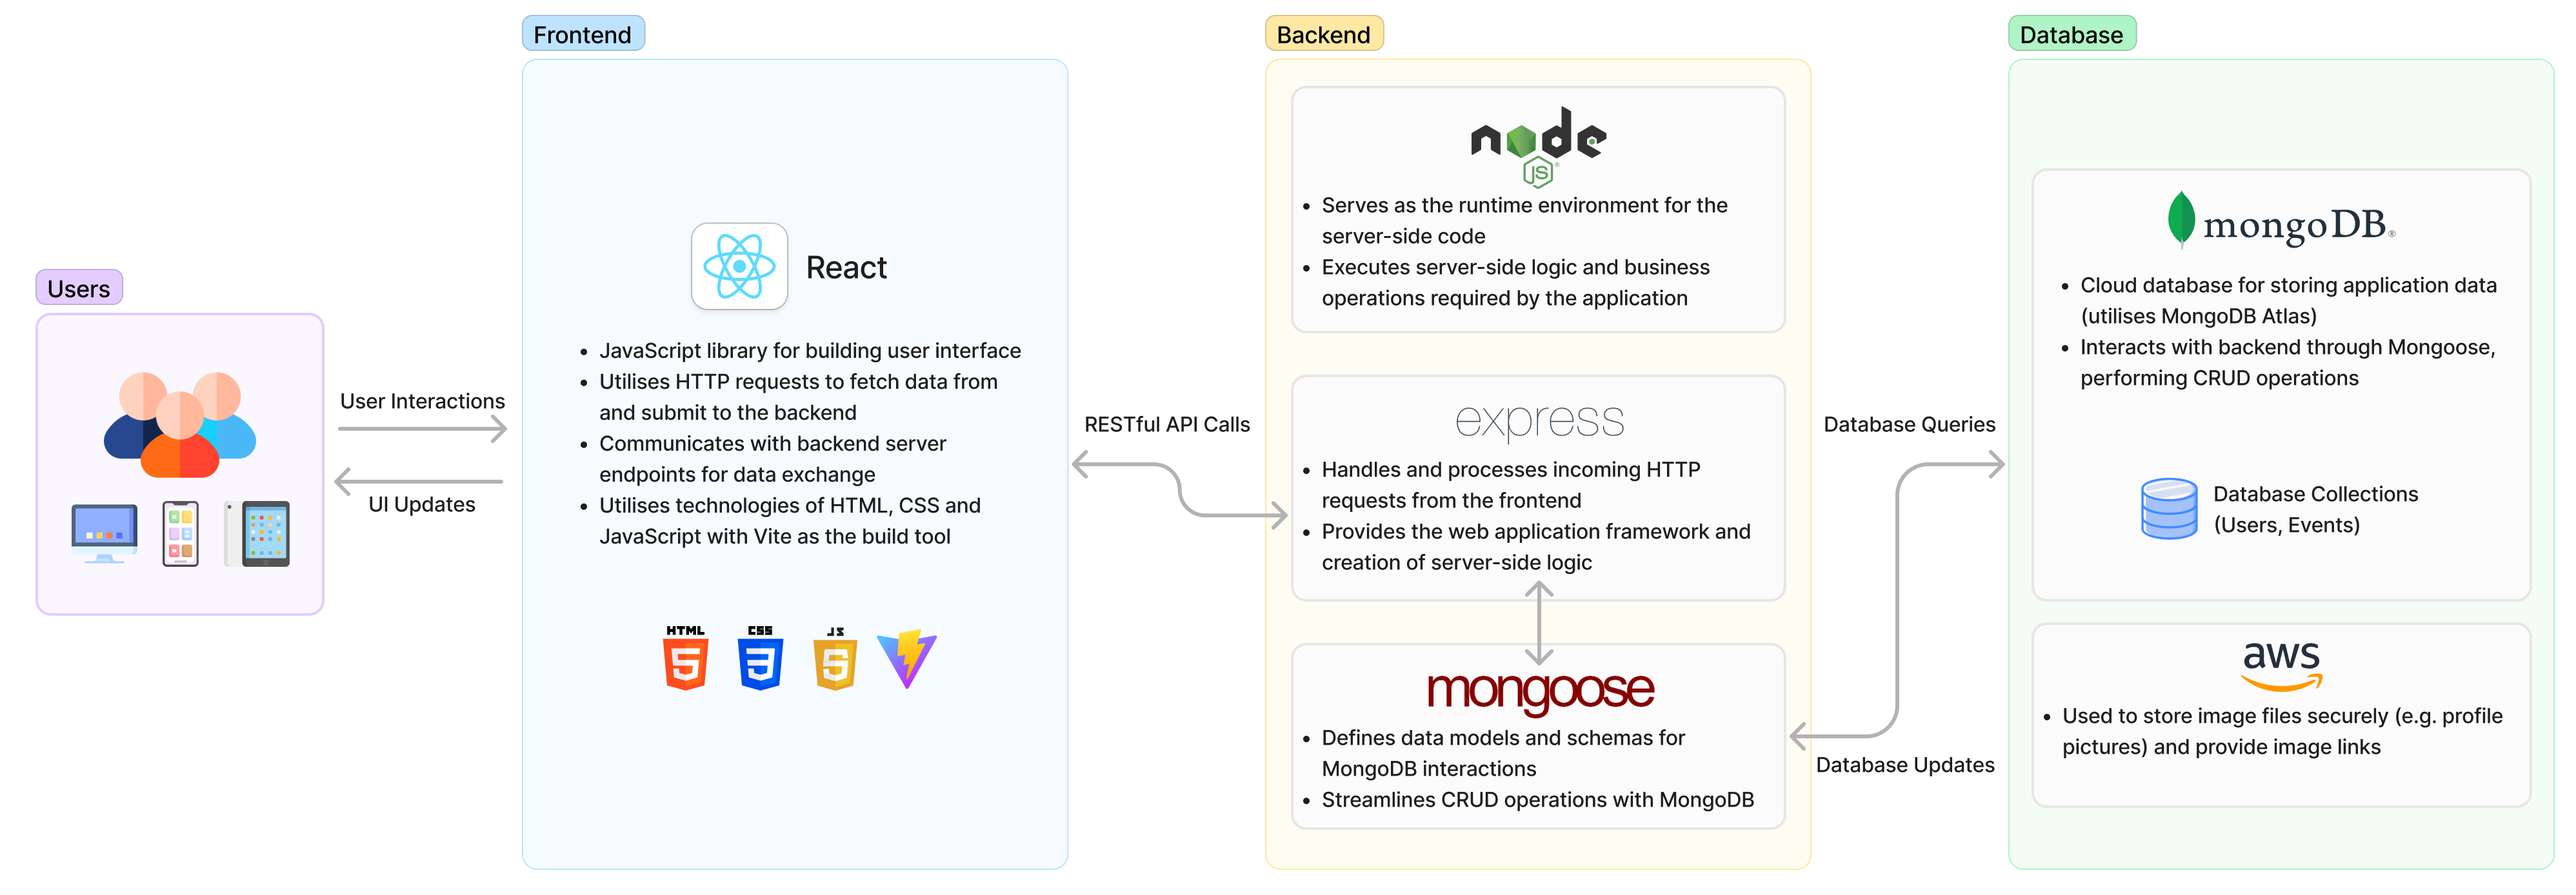 Users
User Interactions
UI Updates
Frontend
React
• JavaScript library for building user interface
• Utilises HTTP requests to fetch data from
and submit to the backend
• Communicates with backend server
endpoints for data exchange
• Utilises technologies of HTML, CSS and
JavaScript with Vite as the build tool
HTML
5
CSS
3
JS
5
RESTful API Calls
Backend
node
JS
• Serves as the runtime environment for the
server-side code
• Executes server-side logic and business
operations required by the application
express
• Handles and processes incoming HTTP
requests from the frontend
• Provides the web application framework and
creation of server-side logic
mongoose
• Defines data models and schemas for
MongoDB interactions
• Streamlines CRUD operations with MongoDB
Database Queries
Database Updates
Database
mongoDB®
• Cloud database for storing application data
(utilises MongoDB Atlas)
• Interacts with backend through Mongoose,
performing CRUD operations
Database Collections
(Users, Events)
aws
• Used to store image files securely (e.g. profile
pictures) and provide image links